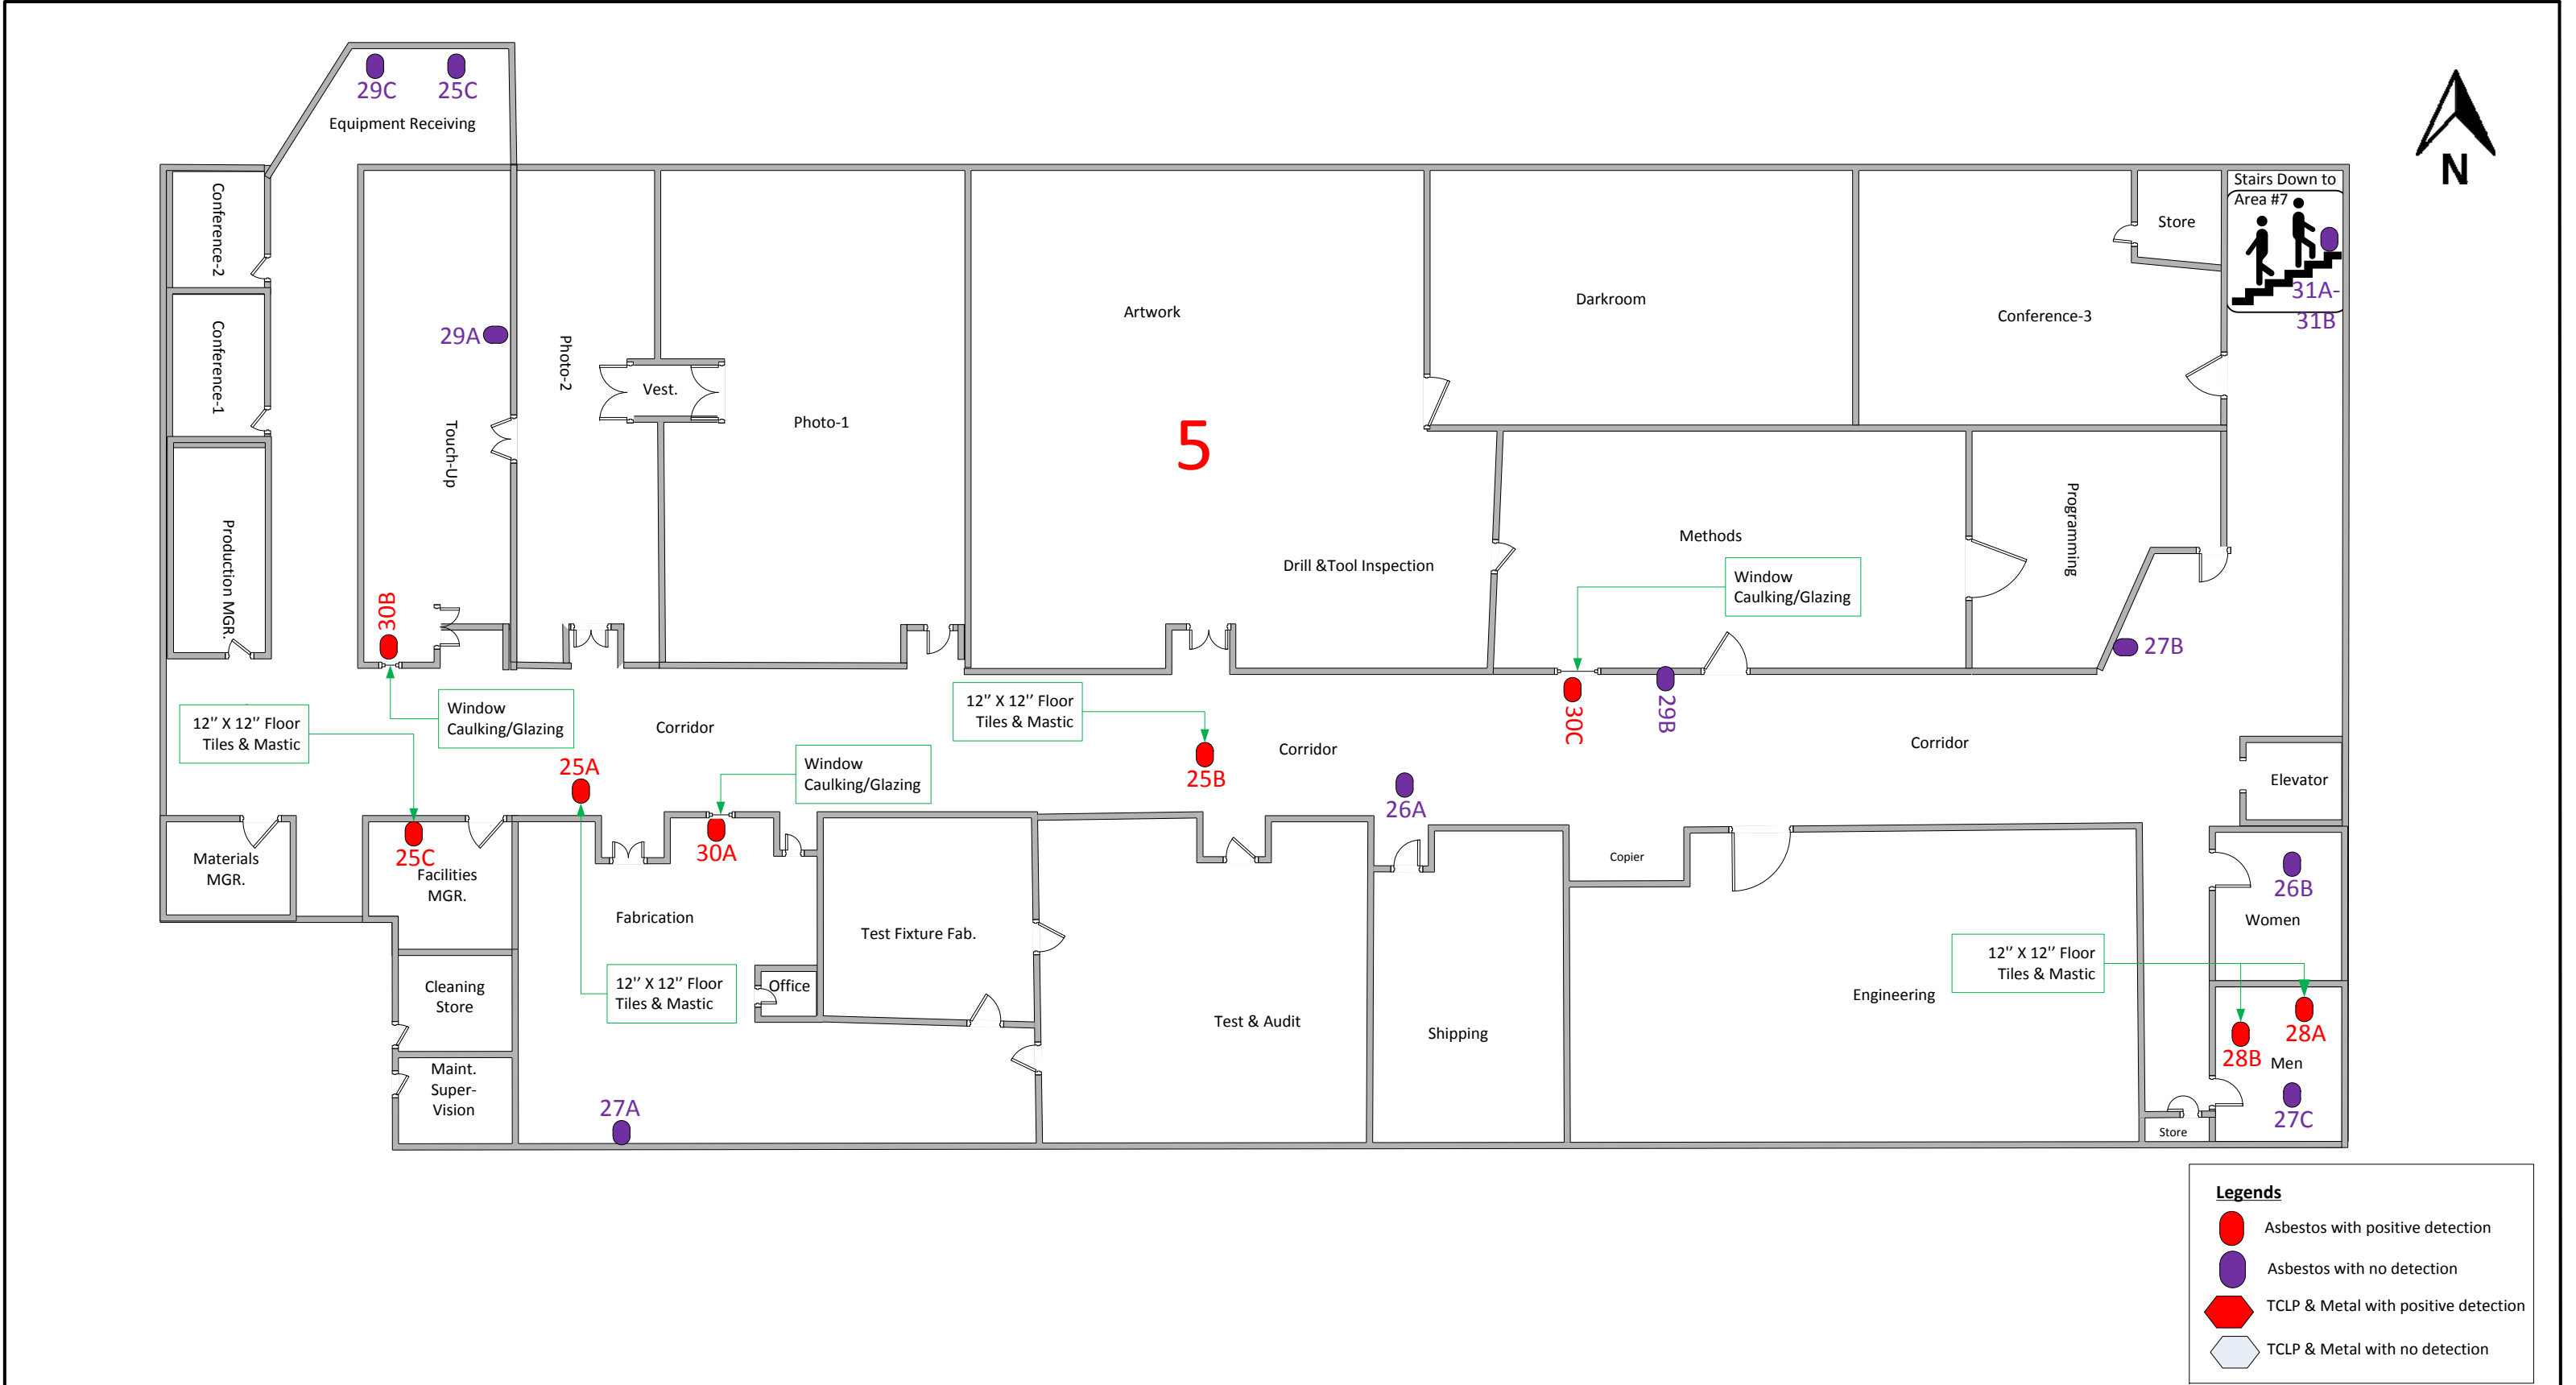 29C
25C
Equipment Receiving
N
Conference-2
Stairs Down to
Area #7
Store
31A-
31B
Artwork
Darkroom
Conference-3
29A
Photo-2
Conference-1
Vest.
Photo-1
Touch-Up
5
Programming
Production MGR.
Methods
Drill &Tool Inspection
Window
Caulking/Glazing
30B
27B
12'' X 12'' Floor
Tiles & Mastic
Window
Caulking/Glazing
Corridor
12'' X 12'' Floor
Tiles & Mastic
30C
29B
Corridor
Corridor
25A
Window
Caulking/Glazing
25B
26A
Elevator
Materials
MGR.
25C
Facilities
MGR.
30A
Copier
26B
Women
Fabrication
Test Fixture Fab.
12'' X 12'' Floor
Tiles & Mastic
Cleaning
Store
12'' X 12'' Floor
Tiles & Mastic
Office
Engineering
Test & Audit
Shipping
28A
28B
Men
Maint.
Super-
Vision
27A
27C
Store
Legends
Asbestos with positive detection
Asbestos with no detection
TCLP & Metal with positive detection
TCLP & Metal with no detection